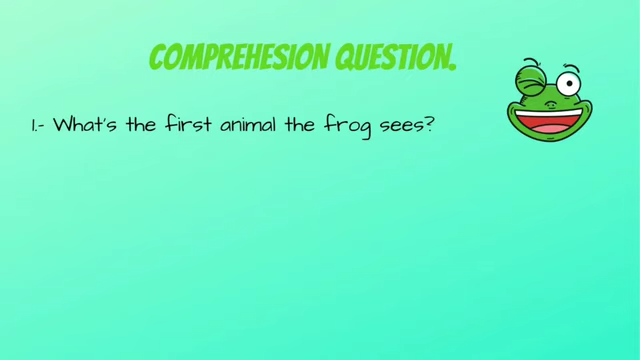 COMPREHESION QUESTION.
1.- What's the first animal the frog sees?